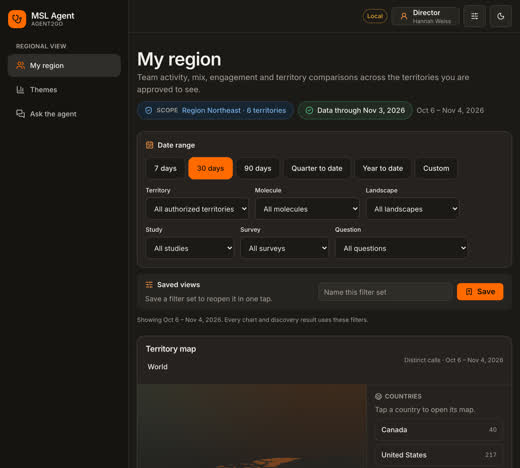 MSL Agent
AGENT2GO
Local
Director
Hannah Weiss
REGIONAL VIEW
My region
Themes
Ask the agent
My region
Team activity, mix, engagement and territory comparisons across the territories you are
approved to see.
SCOPE Region Northeast · 6 territories
Data through Nov 3, 2026
Oct 6 – Nov 4, 2026
Date range
7 days
30 days
90 days
Quarter to date
Year to date
Custom
Territory
Molecule
Landscape
All authorized territories
All molecules
All landscapes
Study
Survey
Question
All studies
All surveys
All questions
Saved views
Save a filter set to reopen it in one tap.
Name this filter set
Save
Showing Oct 6 – Nov 4, 2026. Every chart and discovery result uses these filters.
Territory map
World
Distinct calls · Oct 6 – Nov 4, 2026
COUNTRIES
Tap a country to open its map.
Canada 40
United States 217